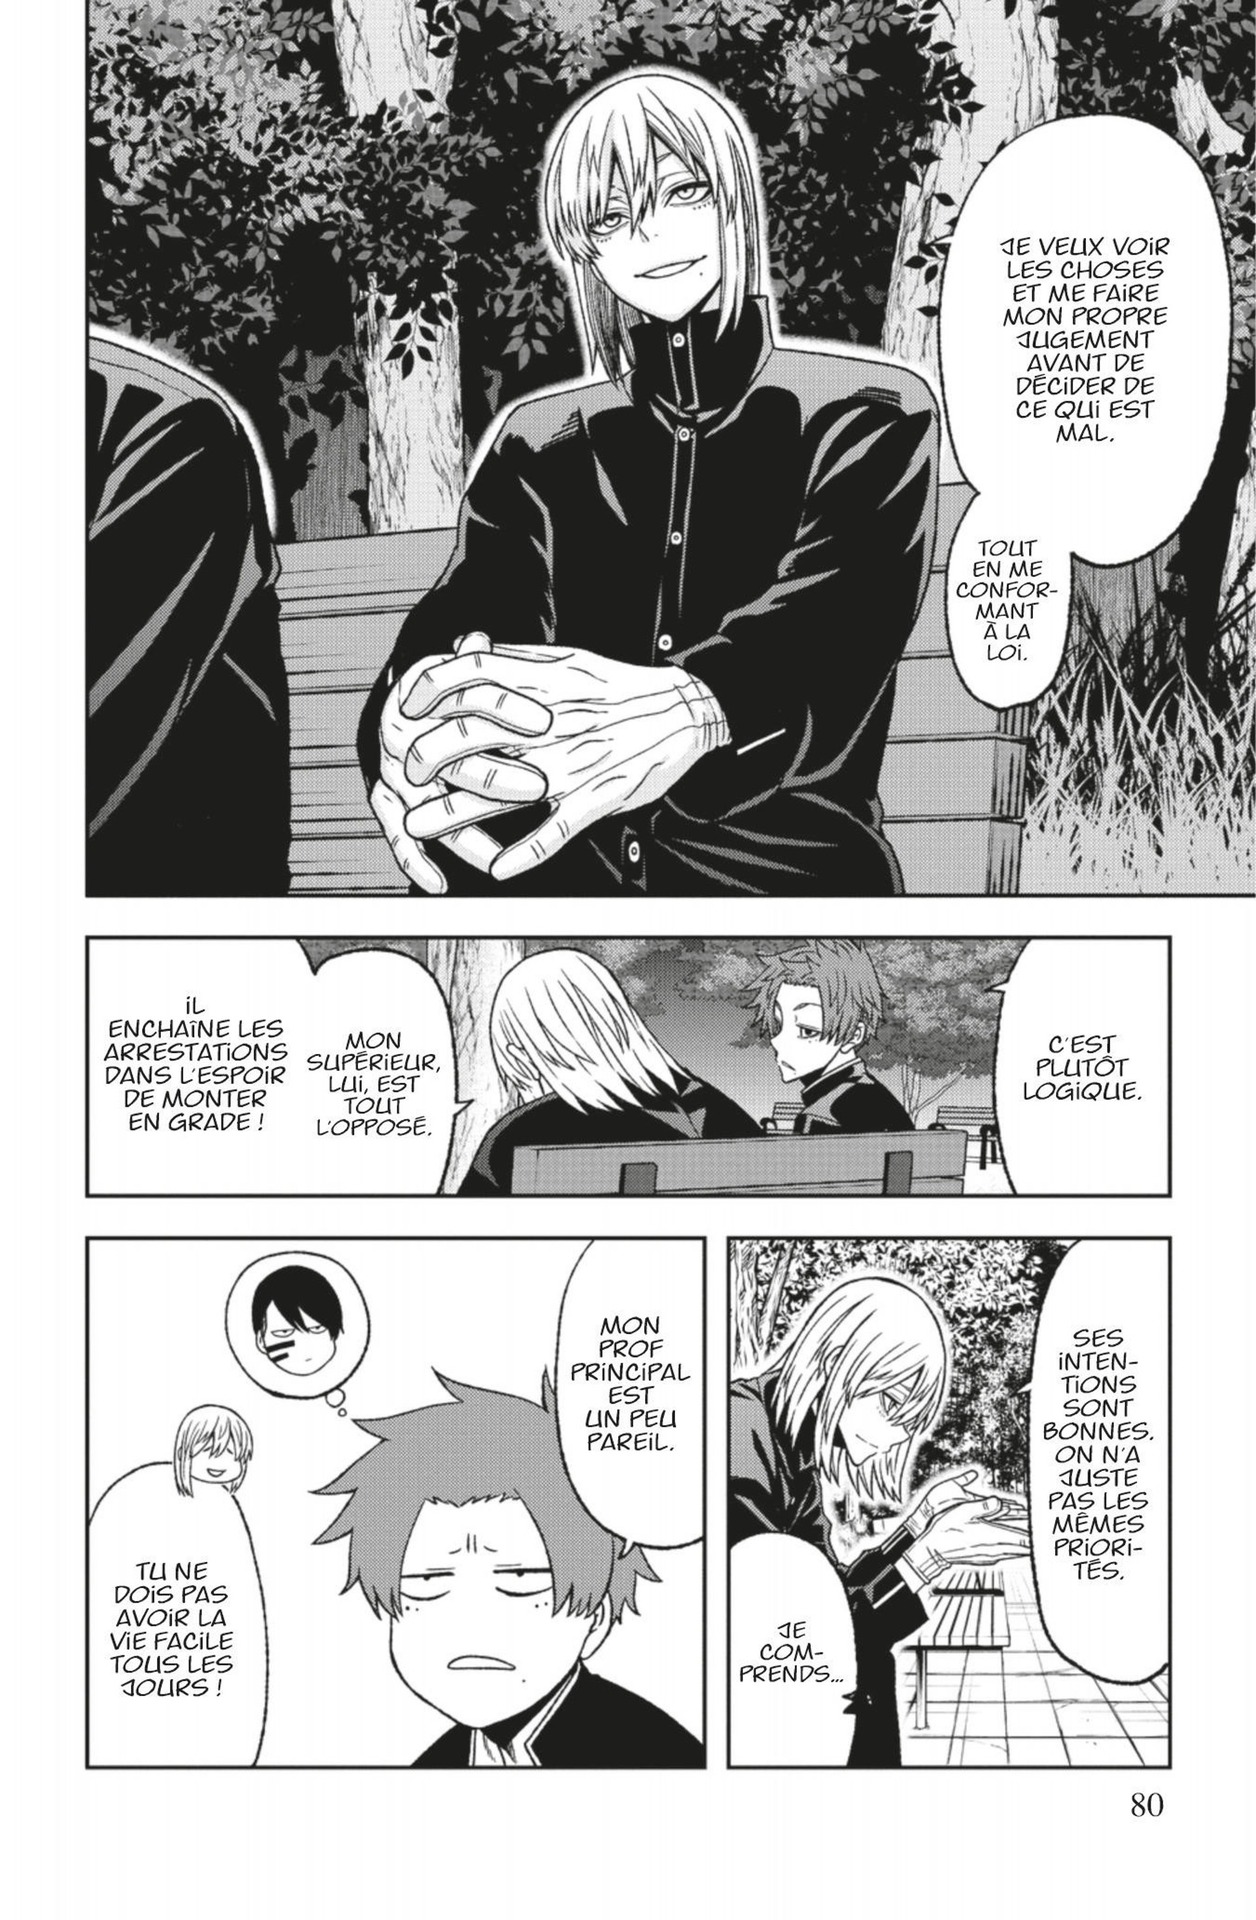 JE VEUX VOIR
LES CHOSES
ET ME FAIRE
MON PROPRE
JUGEMENT
AVANT DE
DÉCIDER DE
CE QUI EST
MAL.
TOUT
EN ME
CONFOR-
MANT
À LA
LOI.
C'EST
PLUTÔT
LOGIQUE.
MON
SUPÉRIEUR,
LUI, EST
TOUT
L'OPPOSÉ.
IL
ENCHAÎNE LES
ARRESTATIONS
DANS L'ESPOIR
DE MONTER
EN GRADE !
SES
INTEN-
TIONS
SONT
BONNES.
ON N'A
JUSTE
PAS LES
MÊMES
PRIORI-
TÉS.
JE
COM-
PRENDS...
MON
PROF
PRINCIPAL
EST
UN PEU
PAREIL.
TU NE
DOIS PAS
AVOIR LA
VIE FACILE
TOUS LES
JOURS !
80